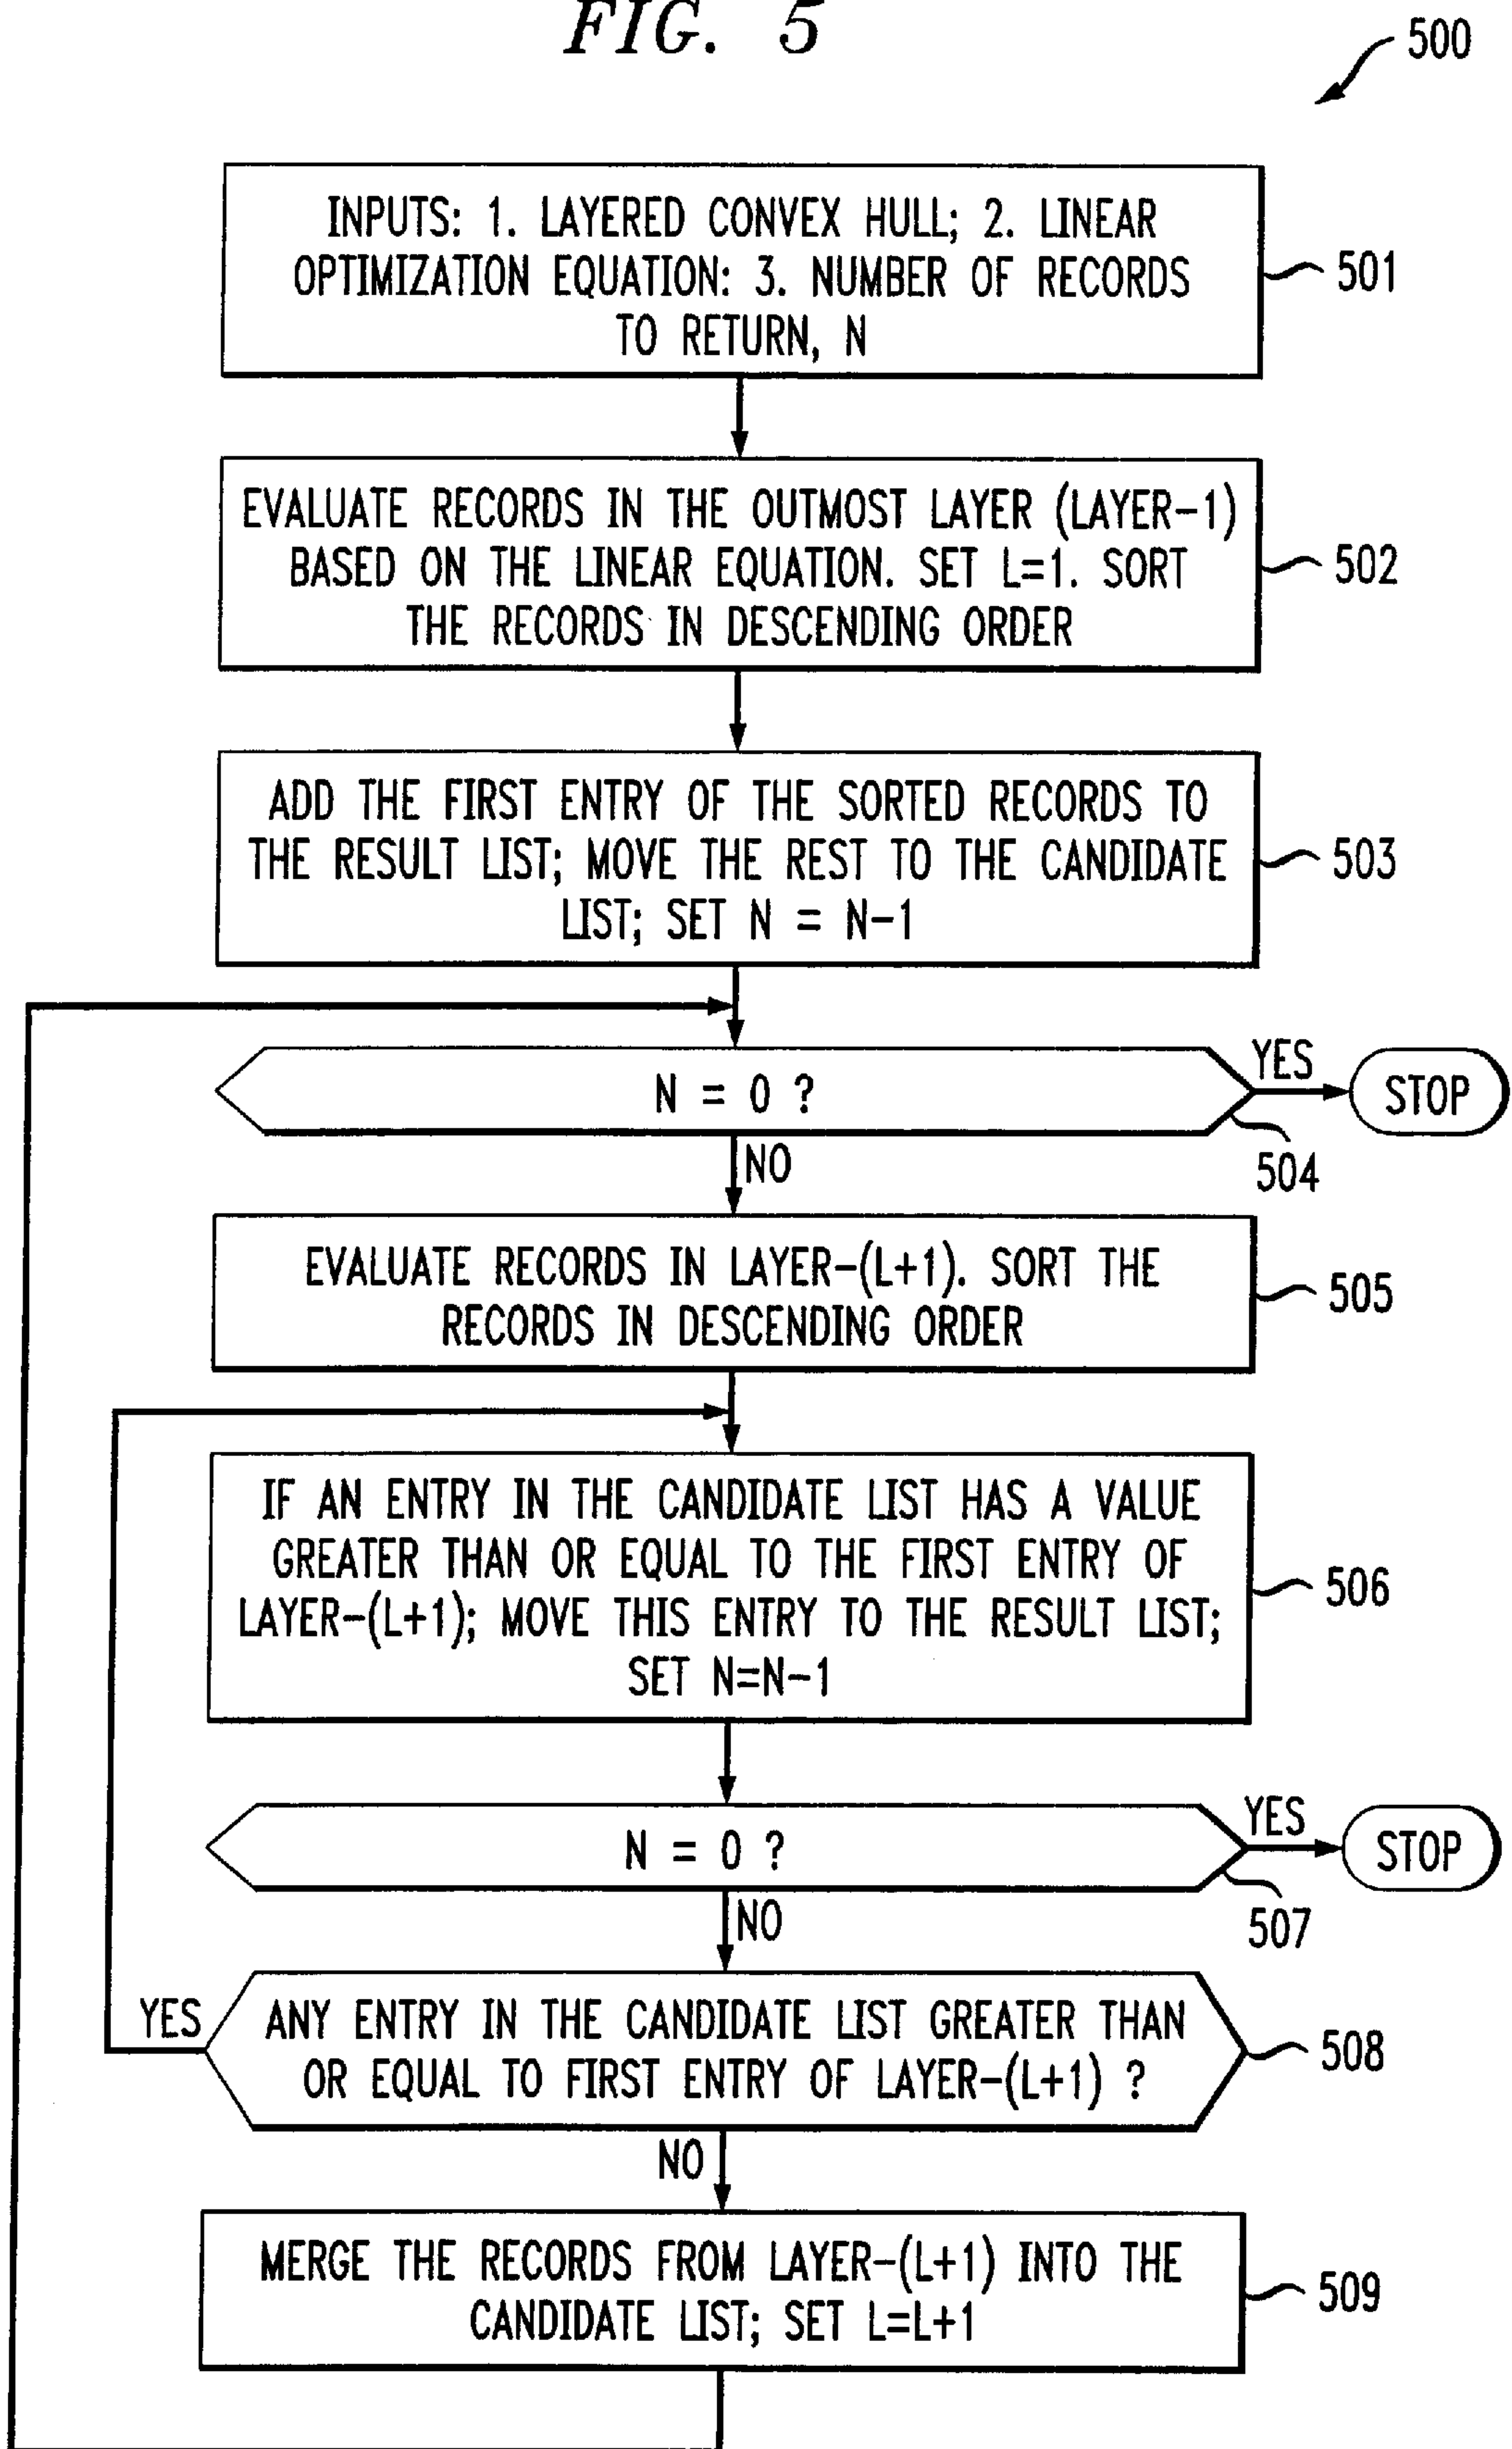 FIG. 5
500
INPUTS: 1. LAYERED CONVEX HULL; 2. LINEAR
OPTIMIZATION EQUATION: 3. NUMBER OF RECORDS
TO RETURN, N
501
EVALUATE RECORDS IN THE OUTMOST LAYER (LAYER-1)
BASED ON THE LINEAR EQUATION. SET L=1. SORT
THE RECORDS IN DESCENDING ORDER
502
ADD THE FIRST ENTRY OF THE SORTED RECORDS TO
THE RESULT LIST; MOVE THE REST TO THE CANDIDATE
LIST; SET N = N-1
503
N = 0 ?
YES
STOP
504
NO
EVALUATE RECORDS IN LAYER-(L+1). SORT THE
RECORDS IN DESCENDING ORDER
505
IF AN ENTRY IN THE CANDIDATE LIST HAS A VALUE
GREATER THAN OR EQUAL TO THE FIRST ENTRY OF
LAYER-(L+1); MOVE THIS ENTRY TO THE RESULT LIST;
SET N=N-1
506
N = 0 ?
YES
STOP
507
NO
YES
ANY ENTRY IN THE CANDIDATE LIST GREATER THAN
OR EQUAL TO FIRST ENTRY OF LAYER-(L+1) ?
508
NO
MERGE THE RECORDS FROM LAYER-(L+1) INTO THE
CANDIDATE LIST; SET L=L+1
509